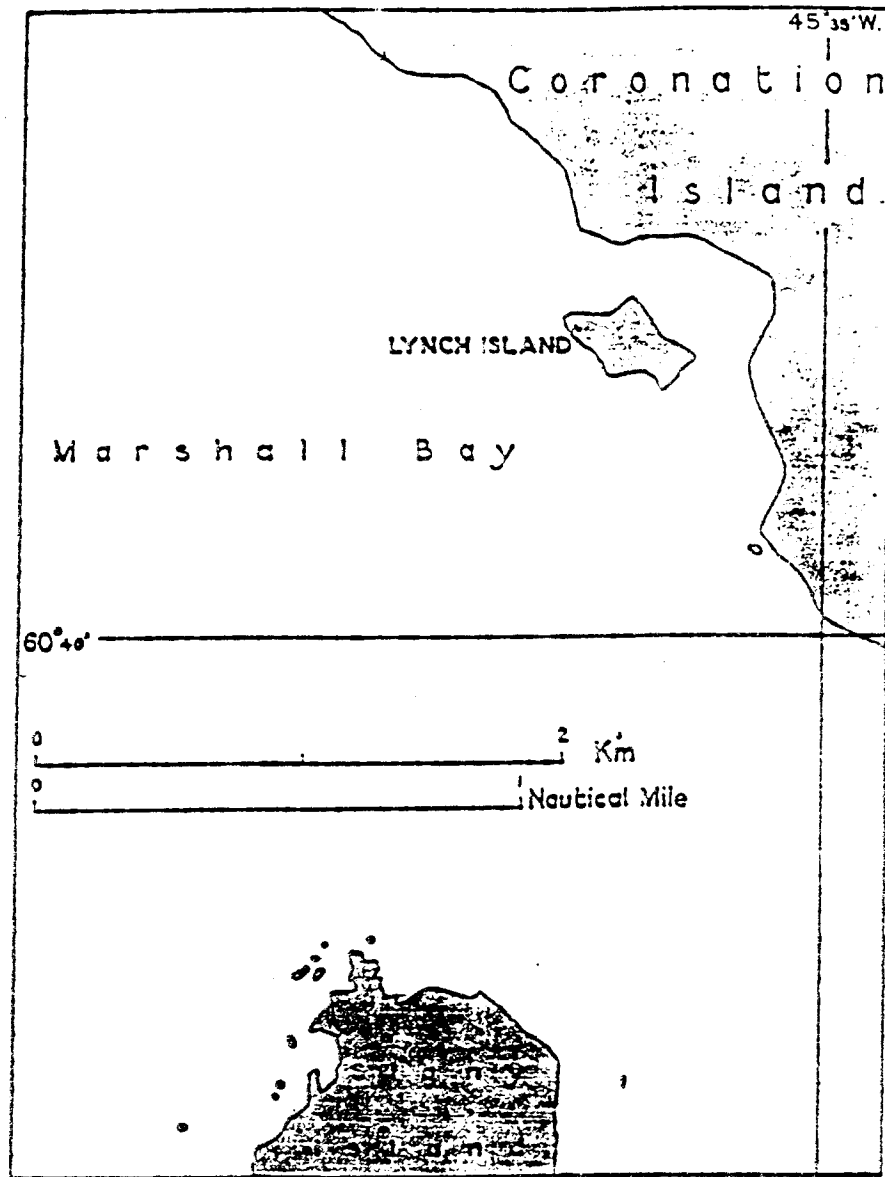 45°35'W.
Coronation
Island.
LYNCH ISLAND
Marshall Bay
60°40'
0 2 Km
0 1 Nautical Mile